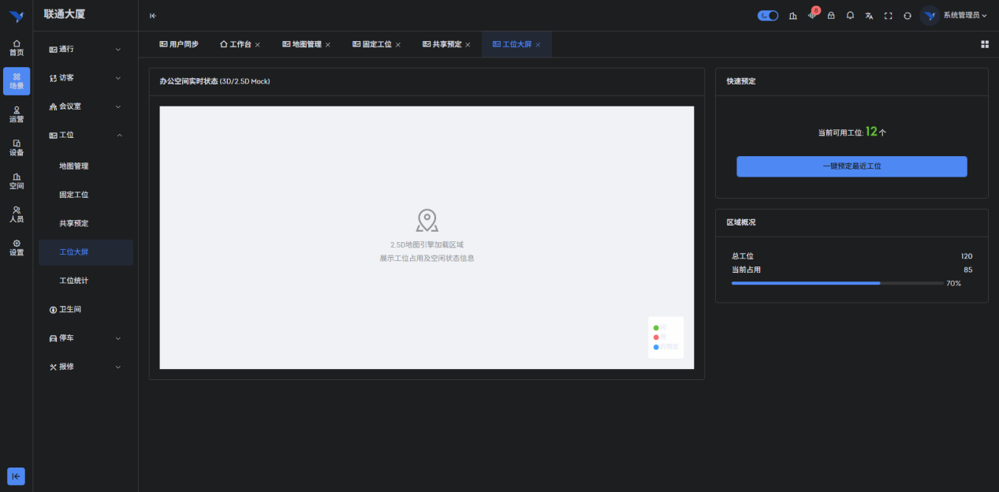 联通大厦
8
系统管理员
首页
场景
运营
设备
空间
人员
设置
通行
访客
会议室
工位
地图管理
固定工位
共享预定
工位大屏
工位统计
卫生间
停车
报修
用户同步 工作台 地图管理 固定工位 共享预定 工位大屏
办公空间实时状态 (3D/2.5D Mock)
2.5D地图引擎加载区域
展示工位占用及空闲状态信息
快速预定
当前可用工位: 12 个
一键预定最近工位
区域概况
总工位 120
当前占用 85
70%